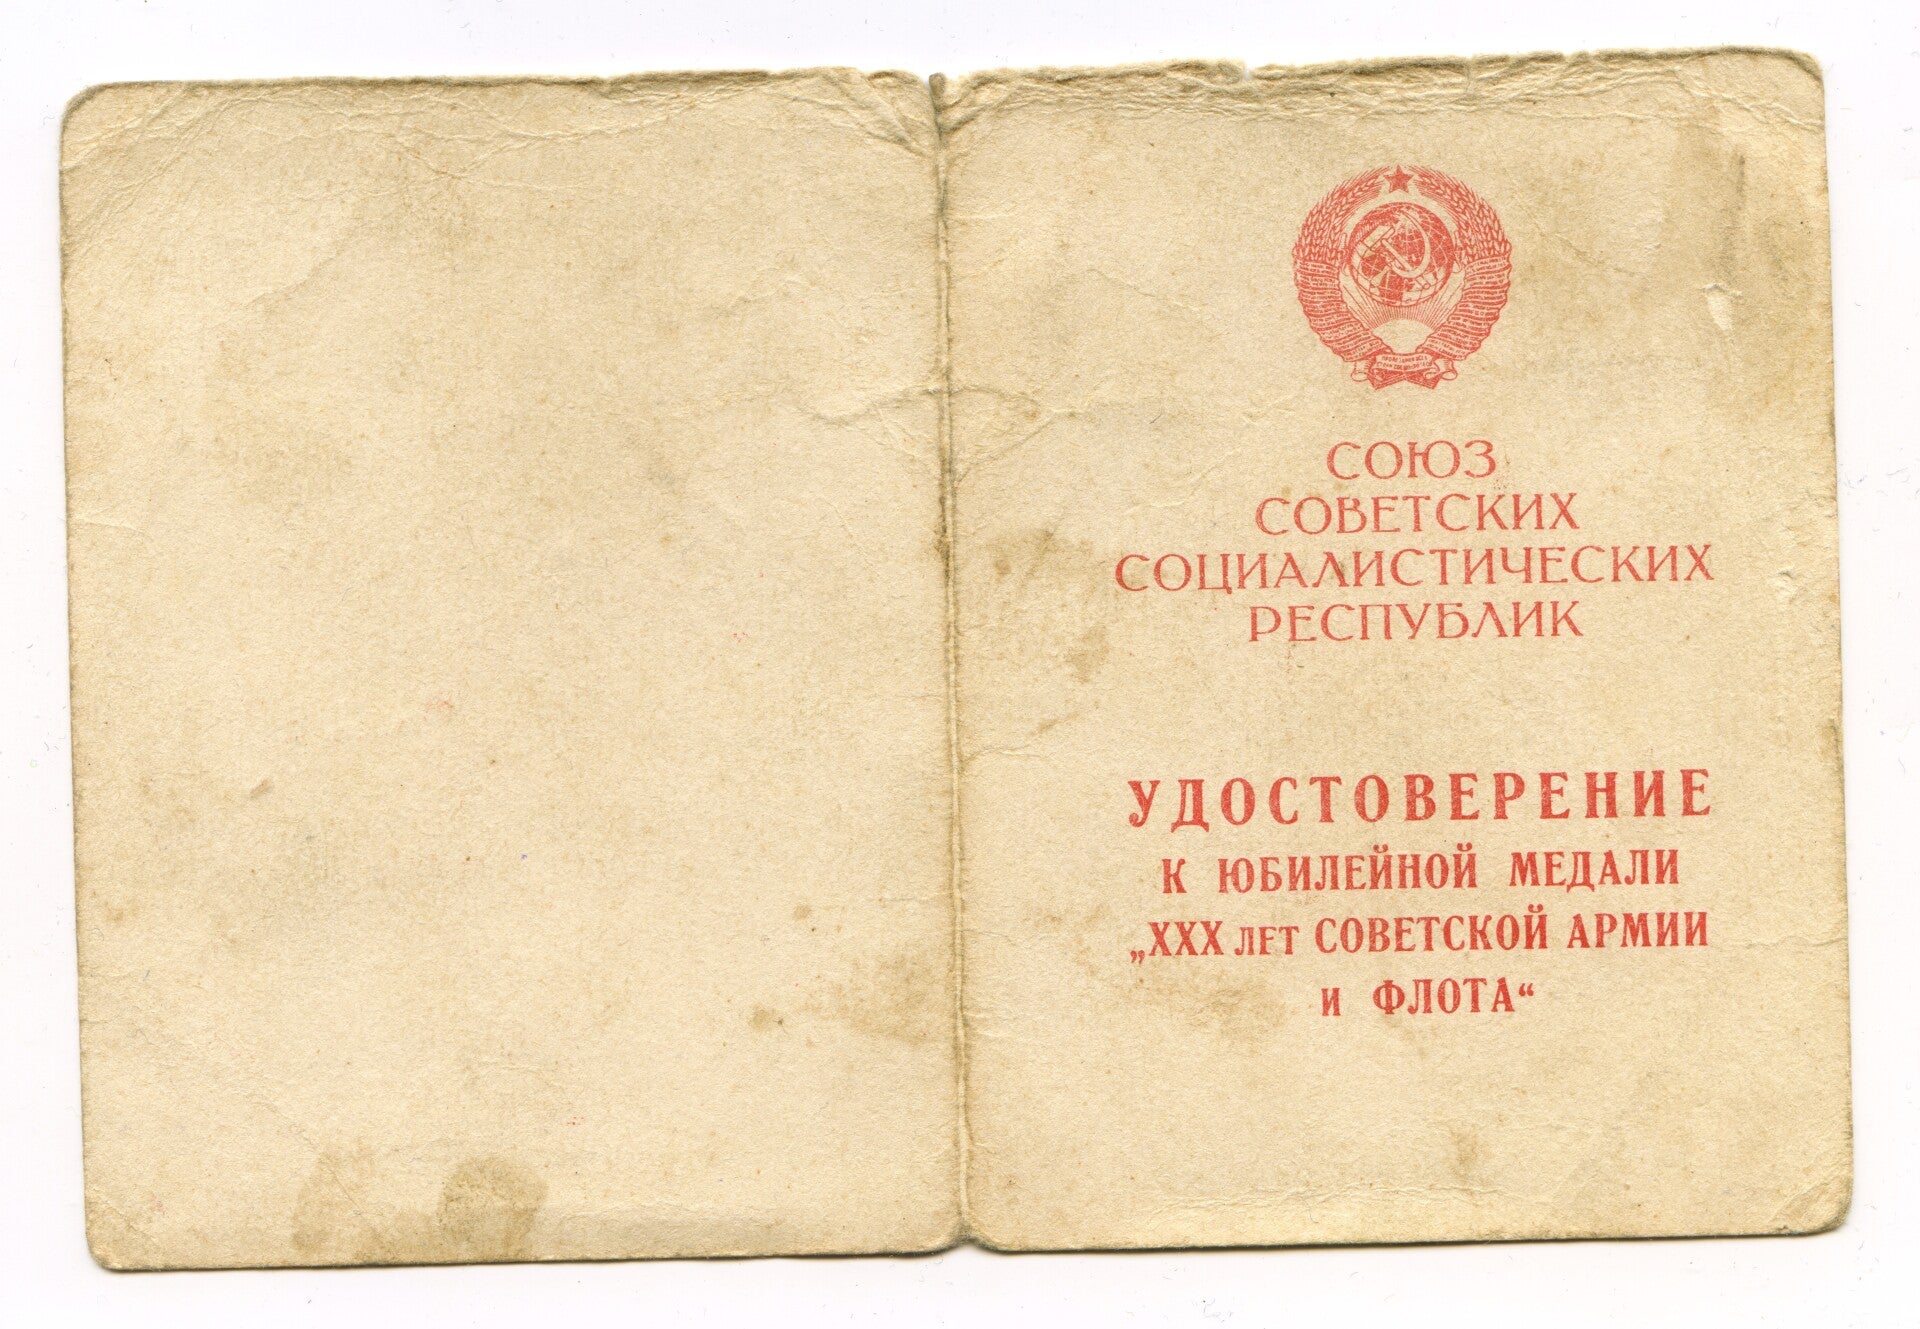 СОЮЗ
СОВЕТСКИХ
СОЦИАЛИСТИЧЕСКИХ
РЕСПУБЛИК
УДОСТОВЕРЕНИЕ
К ЮБИЛЕЙНОЙ МЕДАЛИ
„XXX ЛЕТ СОВЕТСКОЙ АРМИИ
И ФЛОТА“